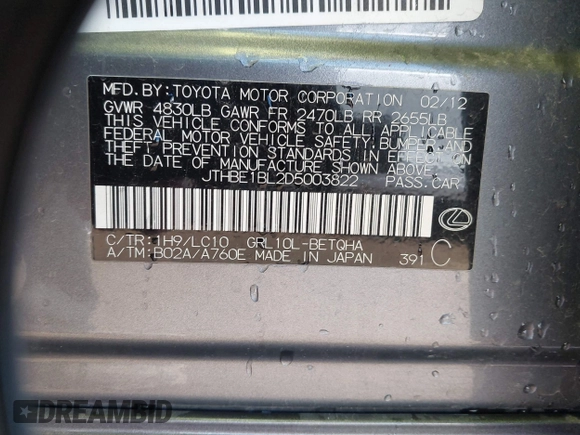 MFD. BY: TOYOTA MOTOR CORPORATION 02/12
GVWR 4830LB GAWR FR 2470LB RR 2655LB
THIS VEHICLE CONFORMS TO ALL APPLICABLE
FEDERAL MOTOR VEHICLE SAFETY, BUMPER, AND
THEFT PREVENTION STANDARDS IN EFFECT ON
THE DATE OF MANUFACTURE SHOWN ABOVE.
JTHBE1BL2D5003822 PASS. CAR
C/TR: 1H9/LC10 GRL10L-BETQHA
A/TM: B02A/A760E MADE IN JAPAN 391 C
DREAMBID